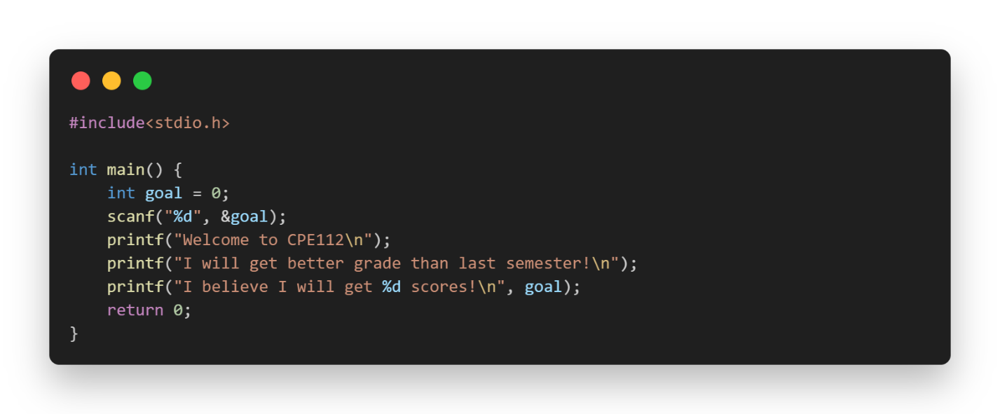 #include<stdio.h>

int main() {
    int goal = 0;
    scanf("%d", &goal);
    printf("Welcome to CPE112\n");
    printf("I will get better grade than last semester!\n");
    printf("I believe I will get %d scores!\n", goal);
    return 0;
}